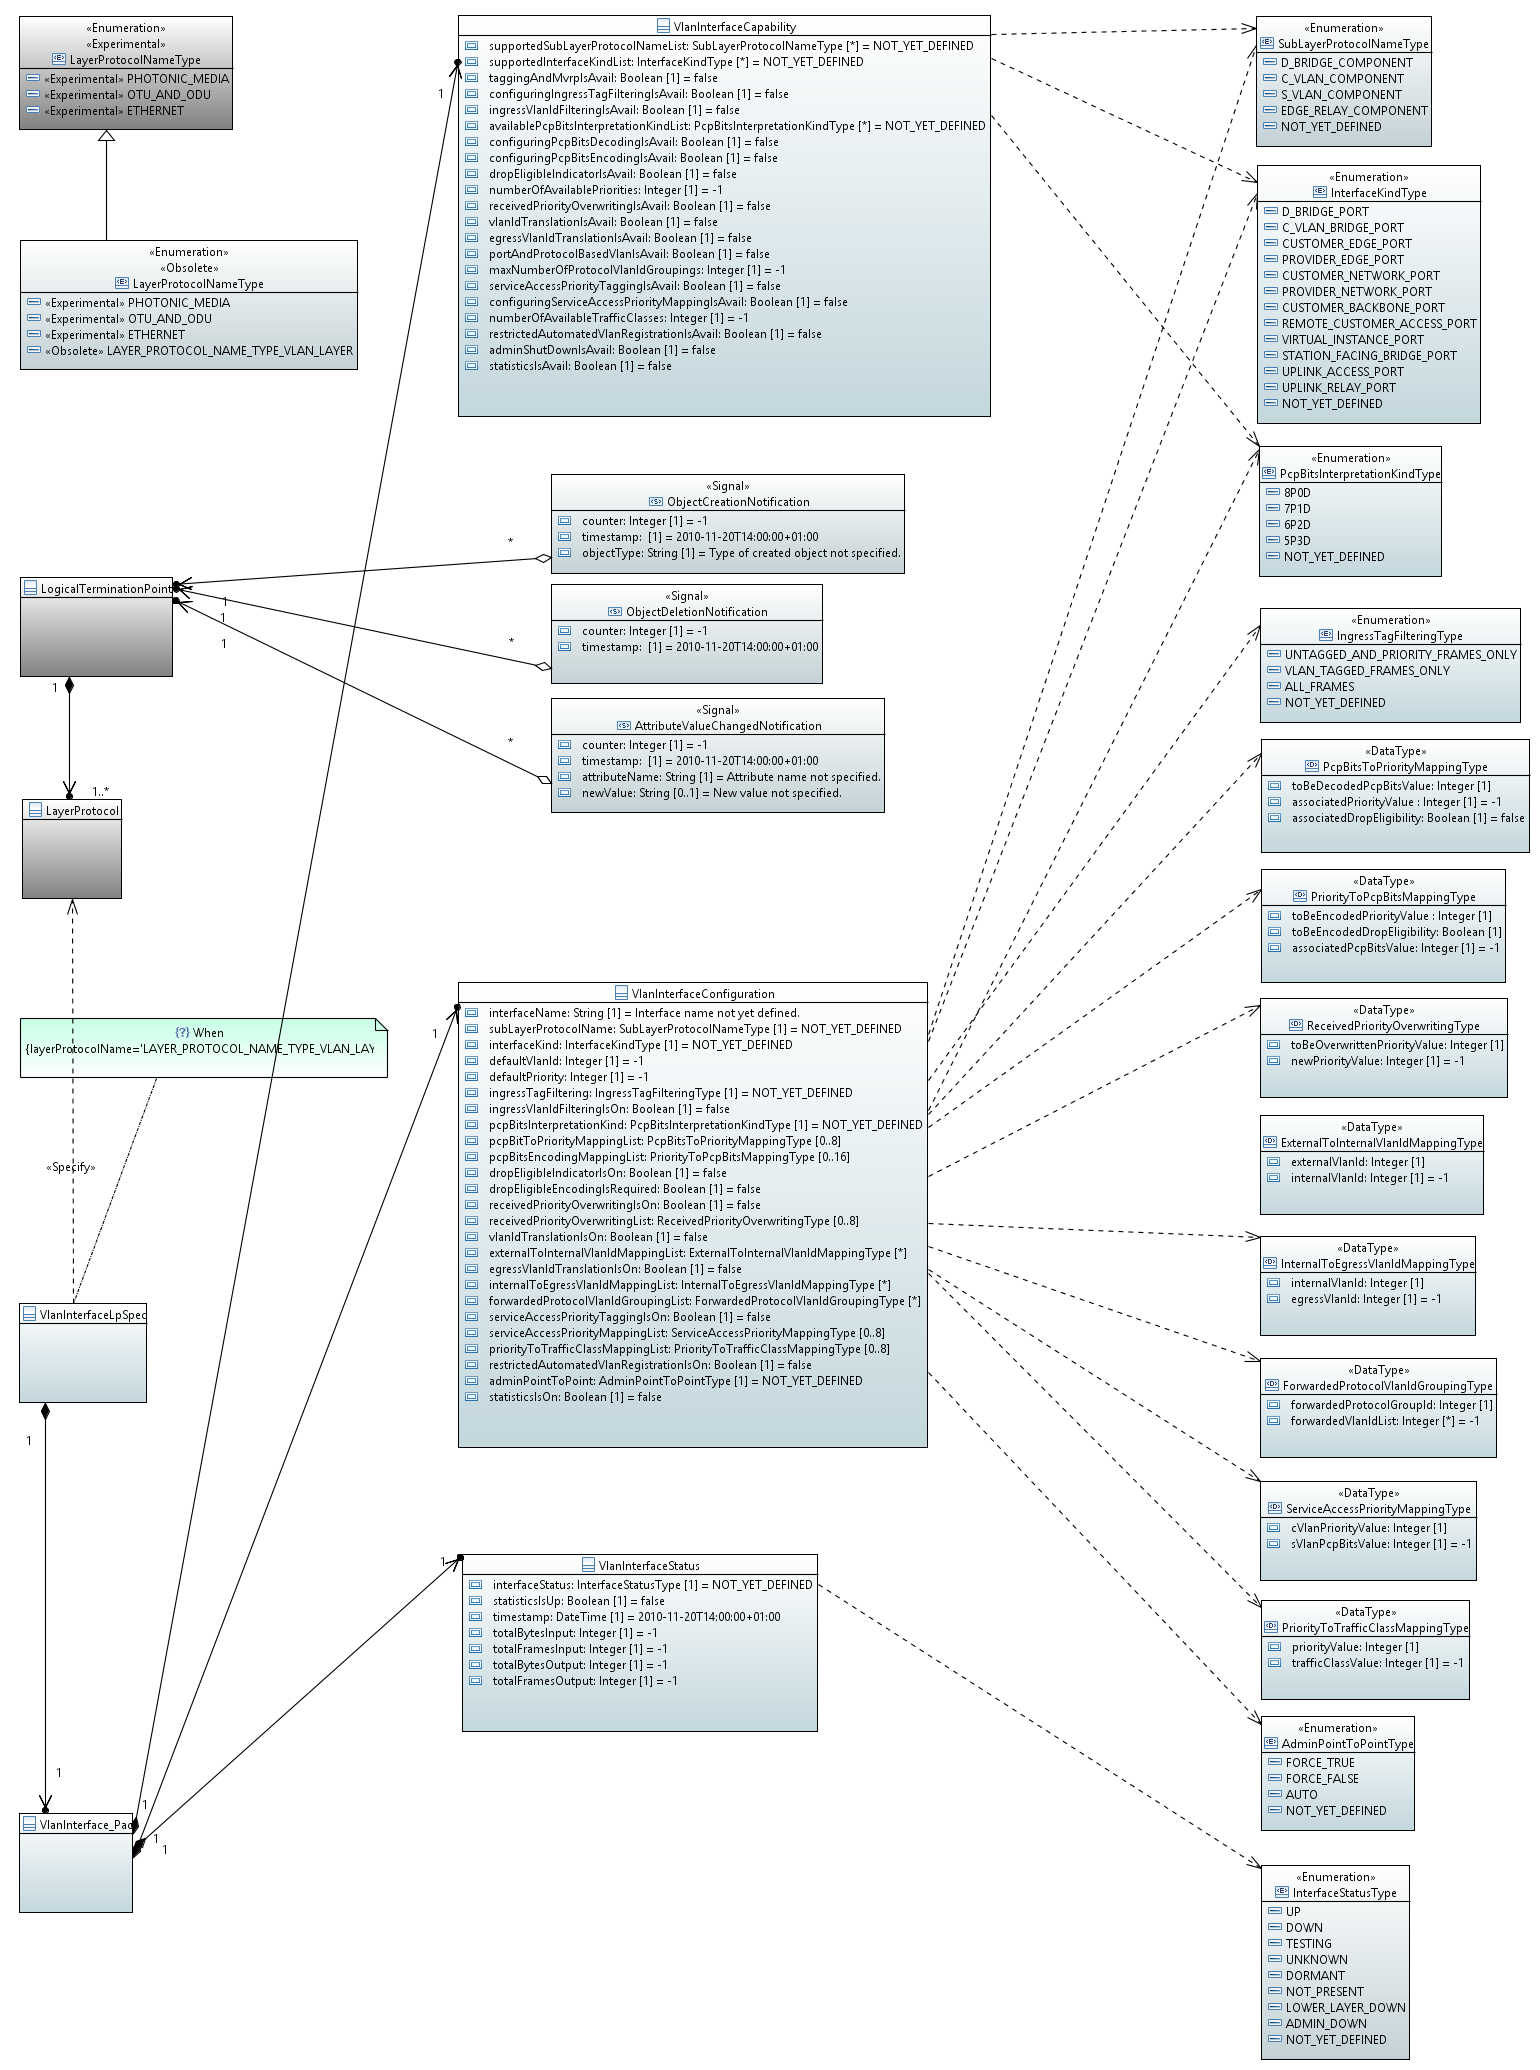 «Enumeration»
«Experimental»
LayerProtocolNameType
«Experimental» PHOTONIC_MEDIA
«Experimental» OTU_AND_ODU
«Experimental» ETHERNET
«Enumeration»
«Obsolete»
LayerProtocolNameType
«Experimental» PHOTONIC_MEDIA
«Experimental» OTU_AND_ODU
«Experimental» ETHERNET
«Obsolete» LAYER_PROTOCOL_NAME_TYPE_VLAN_LAYER
VlanInterfaceCapability
supportedSubLayerProtocolNameList: SubLayerProtocolNameType [*] = NOT_YET_DEFINED
supportedInterfaceKindList: InterfaceKindType [*] = NOT_YET_DEFINED
taggingAndMvrpIsAvail: Boolean [1] = false
configuringIngressTagFilteringIsAvail: Boolean [1] = false
ingressVlanIdFilteringIsAvail: Boolean [1] = false
availablePcpBitsInterpretationKindList: PcpBitsInterpretationKindType [*] = NOT_YET_DEFINED
configuringPcpBitsDecodingIsAvail: Boolean [1] = false
configuringPcpBitsEncodingIsAvail: Boolean [1] = false
dropEligibleIndicatorIsAvail: Boolean [1] = false
numberOfAvailablePriorities: Integer [1] = -1
receivedPriorityOverwritingIsAvail: Boolean [1] = false
vlanIdTranslationIsAvail: Boolean [1] = false
egressVlanIdTranslationIsAvail: Boolean [1] = false
portAndProtocolBasedVlanIsAvail: Boolean [1] = false
maxNumberOfProtocolVlanIdGroupings: Integer [1] = -1
serviceAccessPriorityTaggingIsAvail: Boolean [1] = false
configuringServiceAccessPriorityMappingIsAvail: Boolean [1] = false
numberOfAvailableTrafficClasses: Integer [1] = -1
restrictedAutomatedVlanRegistrationIsAvail: Boolean [1] = false
adminShutDownIsAvail: Boolean [1] = false
statisticsIsAvail: Boolean [1] = false
1
«Enumeration»
SubLayerProtocolNameType
D_BRIDGE_COMPONENT
C_VLAN_COMPONENT
S_VLAN_COMPONENT
EDGE_RELAY_COMPONENT
NOT_YET_DEFINED
«Enumeration»
InterfaceKindType
D_BRIDGE_PORT
C_VLAN_BRIDGE_PORT
CUSTOMER_EDGE_PORT
PROVIDER_EDGE_PORT
CUSTOMER_NETWORK_PORT
PROVIDER_NETWORK_PORT
CUSTOMER_BACKBONE_PORT
REMOTE_CUSTOMER_ACCESS_PORT
VIRTUAL_INSTANCE_PORT
STATION_FACING_BRIDGE_PORT
UPLINK_ACCESS_PORT
UPLINK_RELAY_PORT
NOT_YET_DEFINED
«Enumeration»
PcpBitsInterpretationKindType
8P0D
7P1D
6P2D
5P3D
NOT_YET_DEFINED
«Signal»
ObjectCreationNotification
counter: Integer [1] = -1
timestamp:  [1] = 2010-11-20T14:00:00+01:00
objectType: String [1] = Type of created object not specified.
*
«Signal»
ObjectDeletionNotification
counter: Integer [1] = -1
timestamp:  [1] = 2010-11-20T14:00:00+01:00
*
«Signal»
AttributeValueChangedNotification
counter: Integer [1] = -1
timestamp:  [1] = 2010-11-20T14:00:00+01:00
attributeName: String [1] = Attribute name not specified.
newValue: String [0..1] = New value not specified.
*
LogicalTerminationPoint
1
1
1
1
1..*
LayerProtocol
«Enumeration»
IngressTagFilteringType
UNTAGGED_AND_PRIORITY_FRAMES_ONLY
VLAN_TAGGED_FRAMES_ONLY
ALL_FRAMES
NOT_YET_DEFINED
«DataType»
PcpBitsToPriorityMappingType
toBeDecodedPcpBitsValue: Integer [1]
associatedPriorityValue : Integer [1] = -1
associatedDropEligibility: Boolean [1] = false
«DataType»
PriorityToPcpBitsMappingType
toBeEncodedPriorityValue : Integer [1]
toBeEncodedDropEligibility: Boolean [1]
associatedPcpBitsValue: Integer [1] = -1
{?} When
{layerProtocolName='LAYER_PROTOCOL_NAME_TYPE_VLAN_LAY
«Specify»
VlanInterfaceLpSpec
1
1
VlanInterface_Pac
1
1
1
1
VlanInterfaceConfiguration
interfaceName: String [1] = Interface name not yet defined.
subLayerProtocolName: SubLayerProtocolNameType [1] = NOT_YET_DEFINED
interfaceKind: InterfaceKindType [1] = NOT_YET_DEFINED
defaultVlanId: Integer [1] = -1
defaultPriority: Integer [1] = -1
ingressTagFiltering: IngressTagFilteringType [1] = NOT_YET_DEFINED
ingressVlanIdFilteringIsOn: Boolean [1] = false
pcpBitsInterpretationKind: PcpBitsInterpretationKindType [1] = NOT_YET_DEFINED
pcpBitToPriorityMappingList: PcpBitsToPriorityMappingType [0..8]
pcpBitsEncodingMappingList: PriorityToPcpBitsMappingType [0..16]
dropEligibleIndicatorIsOn: Boolean [1] = false
dropEligibleEncodingIsRequired: Boolean [1] = false
receivedPriorityOverwritingIsOn: Boolean [1] = false
receivedPriorityOverwritingList: ReceivedPriorityOverwritingType [0..8]
vlanIdTranslationIsOn: Boolean [1] = false
externalToInternalVlanIdMappingList: ExternalToInternalVlanIdMappingType [*]
egressVlanIdTranslationIsOn: Boolean [1] = false
internalToEgressVlanIdMappingList: InternalToEgressVlanIdMappingType [*]
forwardedProtocolVlanIdGroupingList: ForwardedProtocolVlanIdGroupingType [*]
serviceAccessPriorityTaggingIsOn: Boolean [1] = false
serviceAccessPriorityMappingList: ServiceAccessPriorityMappingType [0..8]
priorityToTrafficClassMappingList: PriorityToTrafficClassMappingType [0..8]
restrictedAutomatedVlanRegistrationIsOn: Boolean [1] = false
adminPointToPoint: AdminPointToPointType [1] = NOT_YET_DEFINED
statisticsIsOn: Boolean [1] = false
1
VlanInterfaceStatus
interfaceStatus: InterfaceStatusType [1] = NOT_YET_DEFINED
statisticsIsUp: Boolean [1] = false
timestamp: DateTime [1] = 2010-11-20T14:00:00+01:00
totalBytesInput: Integer [1] = -1
totalFramesInput: Integer [1] = -1
totalBytesOutput: Integer [1] = -1
totalFramesOutput: Integer [1] = -1
«DataType»
ReceivedPriorityOverwritingType
toBeOverwrittenPriorityValue: Integer [1]
newPriorityValue: Integer [1] = -1
«DataType»
ExternalToInternalVlanIdMappingType
externalVlanId: Integer [1]
internalVlanId: Integer [1] = -1
«DataType»
InternalToEgressVlanIdMappingType
internalVlanId: Integer [1]
egressVlanId: Integer [1] = -1
«DataType»
ForwardedProtocolVlanIdGroupingType
forwardedProtocolGroupId: Integer [1]
forwardedVlanIdList: Integer [*] = -1
«DataType»
ServiceAccessPriorityMappingType
cVlanPriorityValue: Integer [1]
sVlanPcpBitsValue: Integer [1] = -1
«DataType»
PriorityToTrafficClassMappingType
priorityValue: Integer [1]
trafficClassValue: Integer [1] = -1
«Enumeration»
AdminPointToPointType
FORCE_TRUE
FORCE_FALSE
AUTO
NOT_YET_DEFINED
«Enumeration»
InterfaceStatusType
UP
DOWN
TESTING
UNKNOWN
DORMANT
NOT_PRESENT
LOWER_LAYER_DOWN
ADMIN_DOWN
NOT_YET_DEFINED